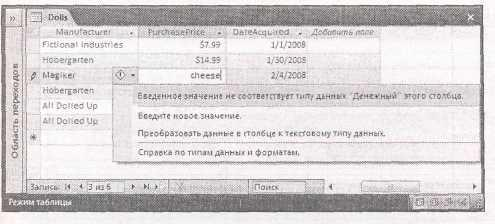 Dolls
Manufacturer PurchasePrice DateAcquired Добавить поле
Fictional Industries $7.99 1/1/2008
Hobergarten $14.99 1/30/2008
Magiker cheese 2/4/2008
Hobergarten
All Dolled Up
All Dolled Up
Введенное значение не соответствует типу данных "Денежный" этого столбца.
Введите новое значение.
Преобразовать данные в столбце к текстовому типу данных.
Справка по типам данных и форматам.
Область переходов
Запись: 3 из 6 Поиск
Режим таблицы